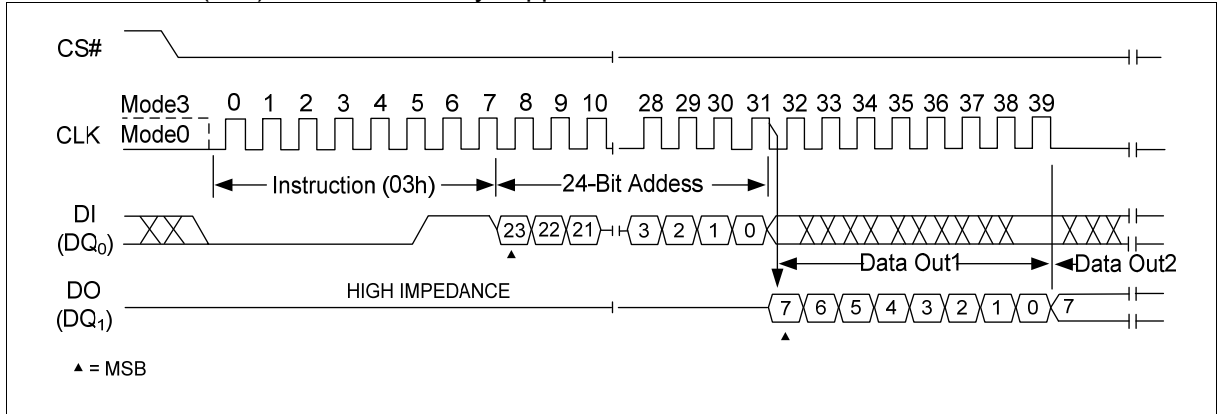 CS#
Mode3 0 1 2 3 4 5 6 7 8 9 10 28 29 30 31 32 33 34 35 36 37 38 39
CLK Mode0
Instruction (03h) 24-Bit Addess
DI
(DQ0) 23 22 21 3 2 1 0
Data Out1 Data Out2
DO HIGH IMPEDANCE
(DQ1) 7 6 5 4 3 2 1 0 7
▲ = MSB